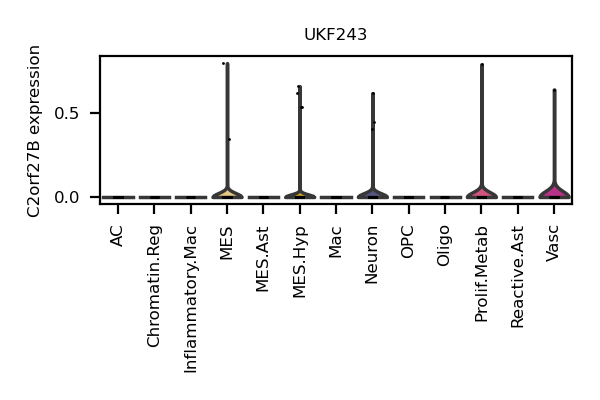 UKF243
C2orf27B expression
0.5
0.0
AC
Chromatin.Reg
Inflammatory.Mac
MES
MES.Ast
MES.Hyp
Mac
Neuron
OPC
Oligo
Prolif.Metab
Reactive.Ast
Vasc